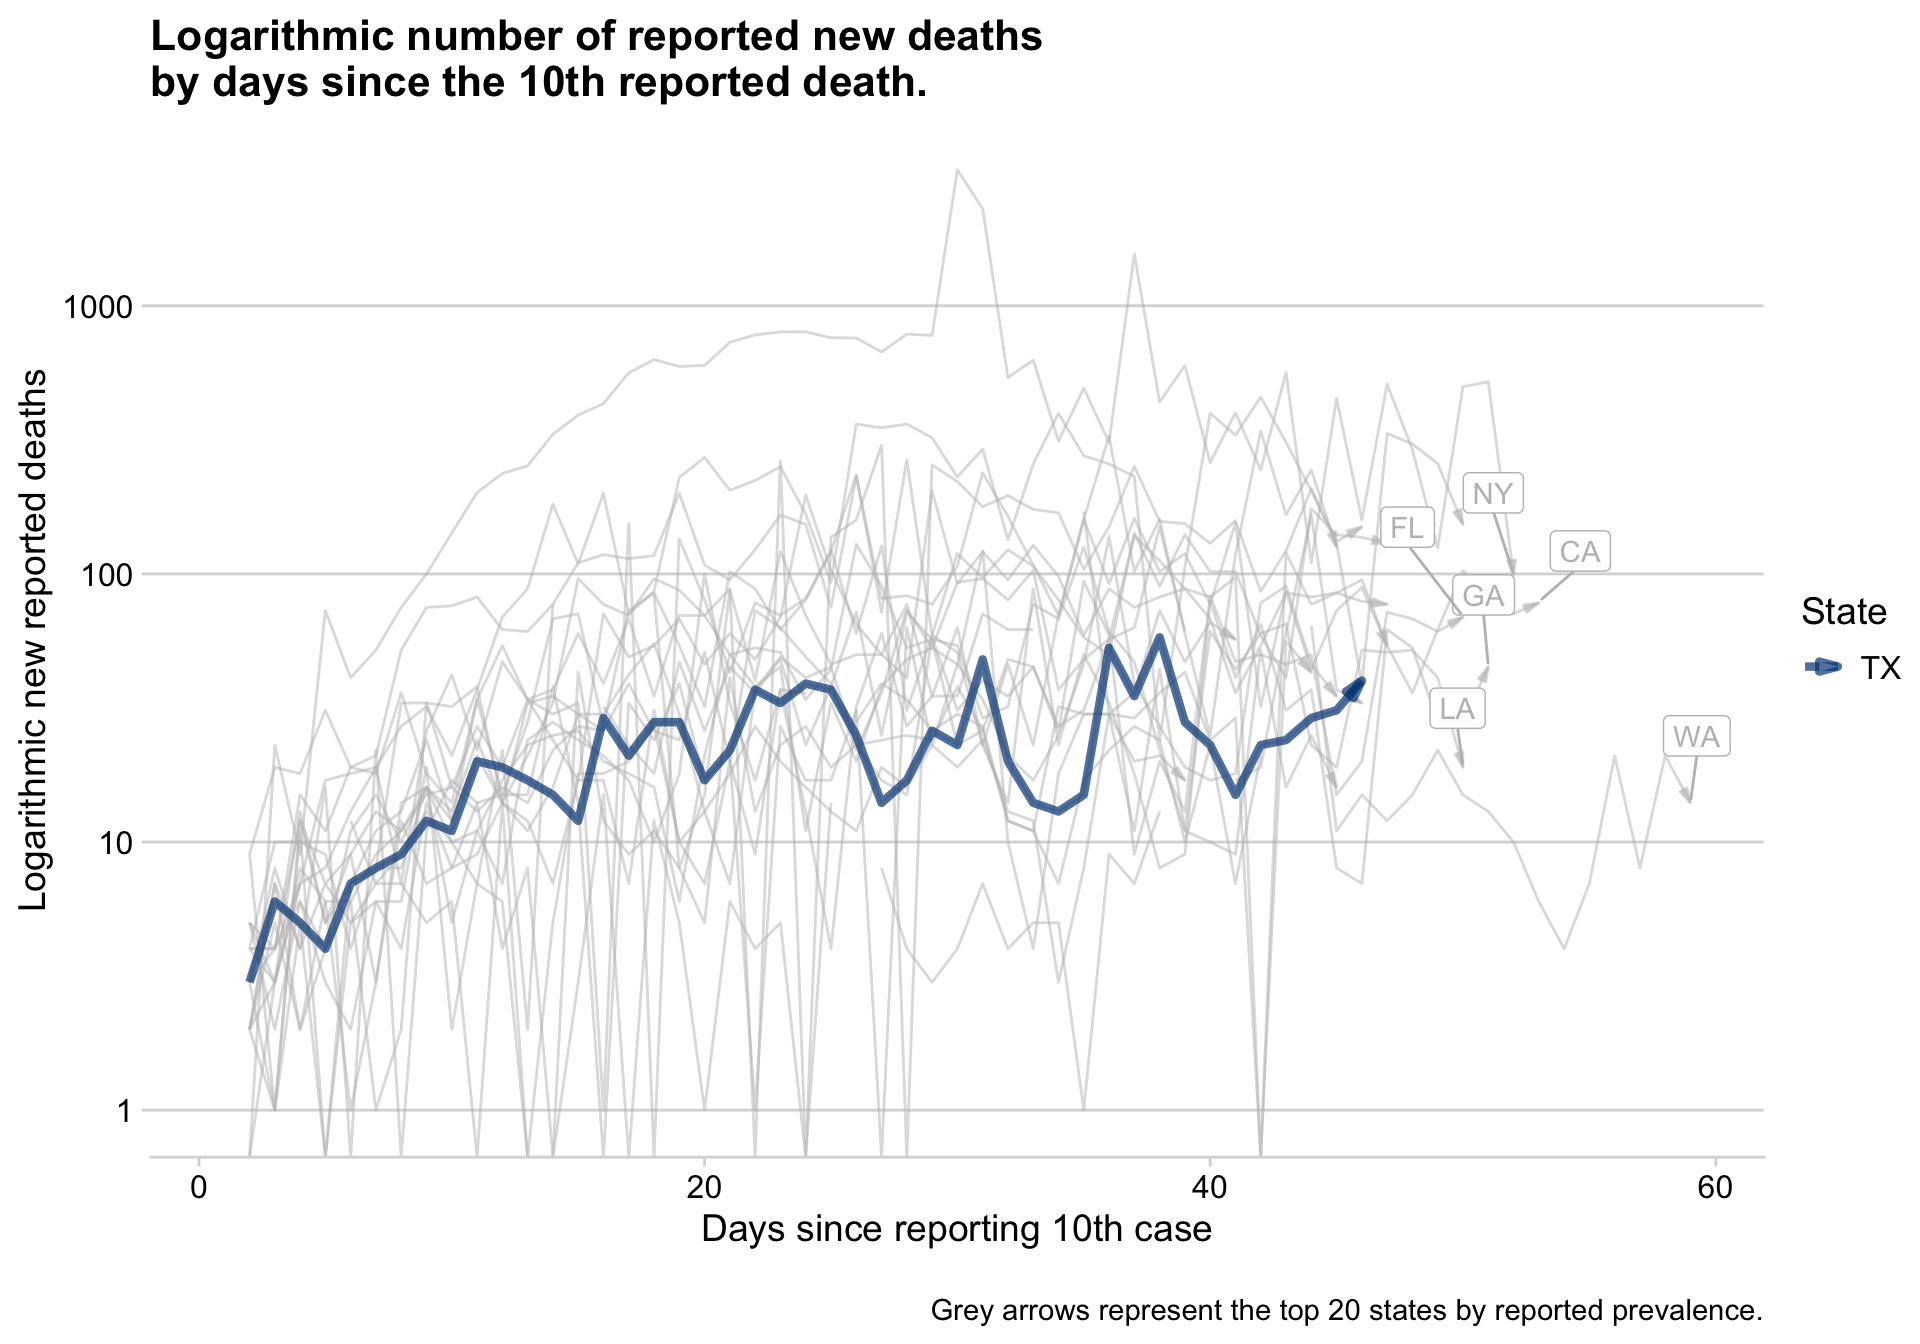 Logarithmic number of reported new deaths
by days since the 10th reported death.
Logarithmic new reported deaths
1000
100
10
1
NY
FL
CA
GA
LA
WA
State
TX
0
20
40
60
Days since reporting 10th case
Grey arrows represent the top 20 states by reported prevalence.